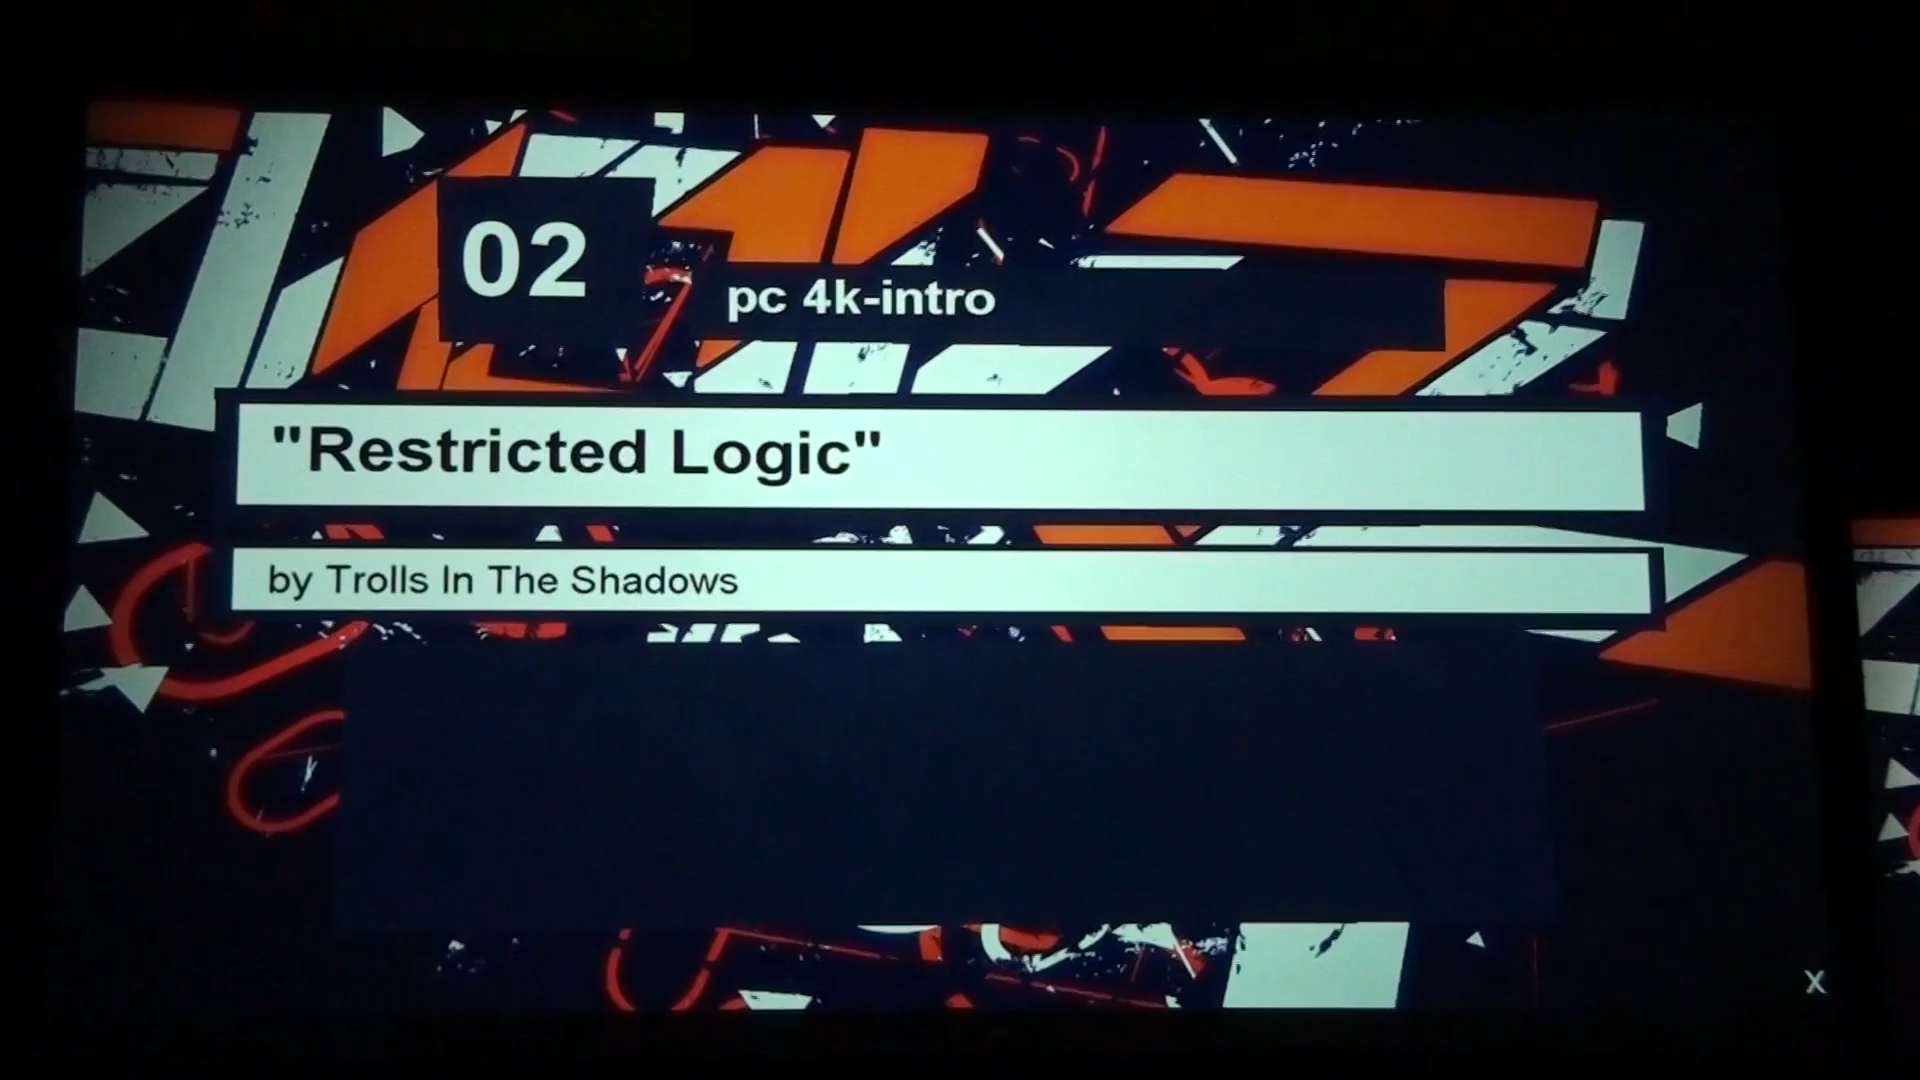 02
pc 4k-intro
"Restricted Logic"
by Trolls In The Shadows
X